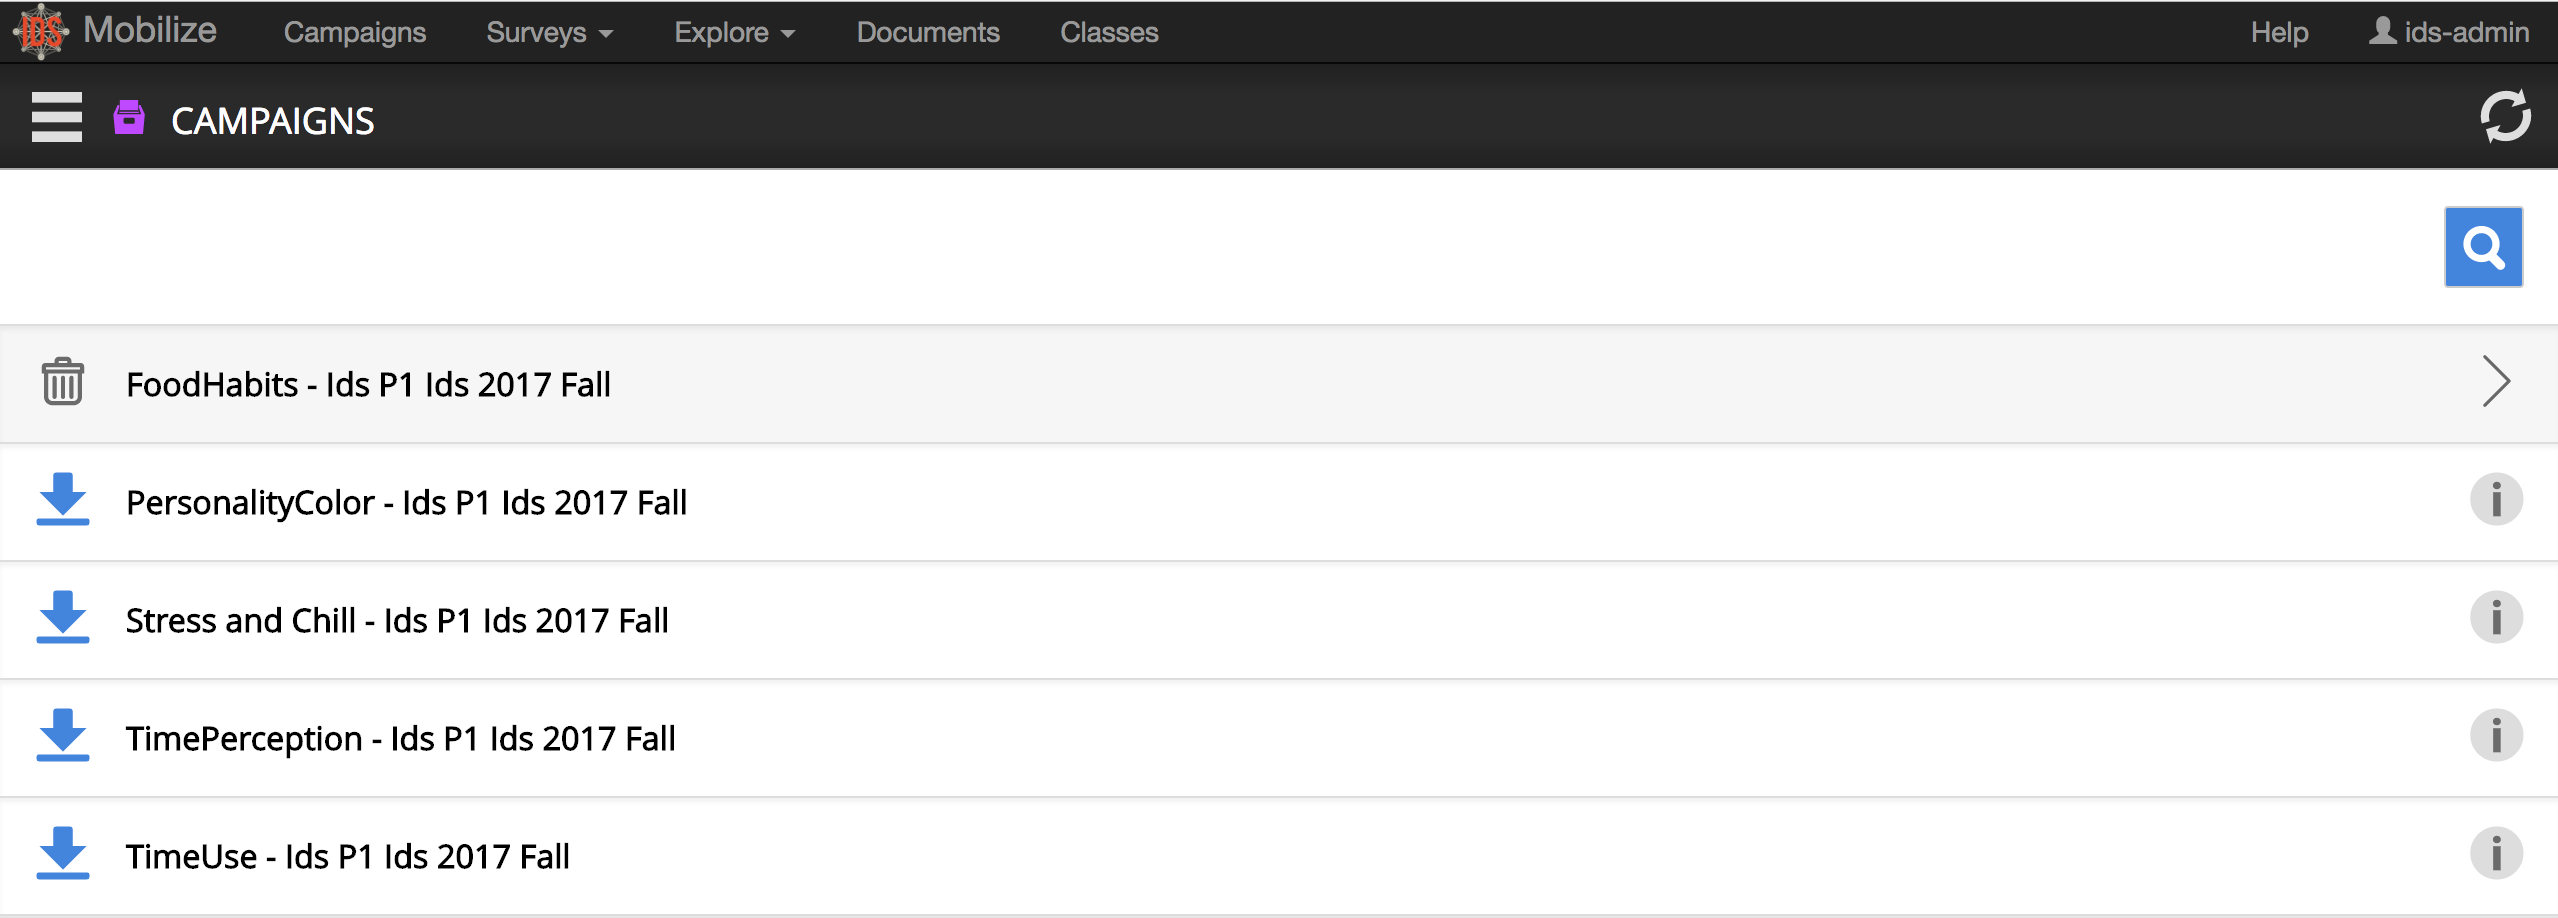 IDS Mobilize Campaigns Surveys Explore Documents Classes Help ids-admin
CAMPAIGNS
FoodHabits - Ids P1 Ids 2017 Fall
PersonalityColor - Ids P1 Ids 2017 Fall
Stress and Chill - Ids P1 Ids 2017 Fall
TimePerception - Ids P1 Ids 2017 Fall
TimeUse - Ids P1 Ids 2017 Fall